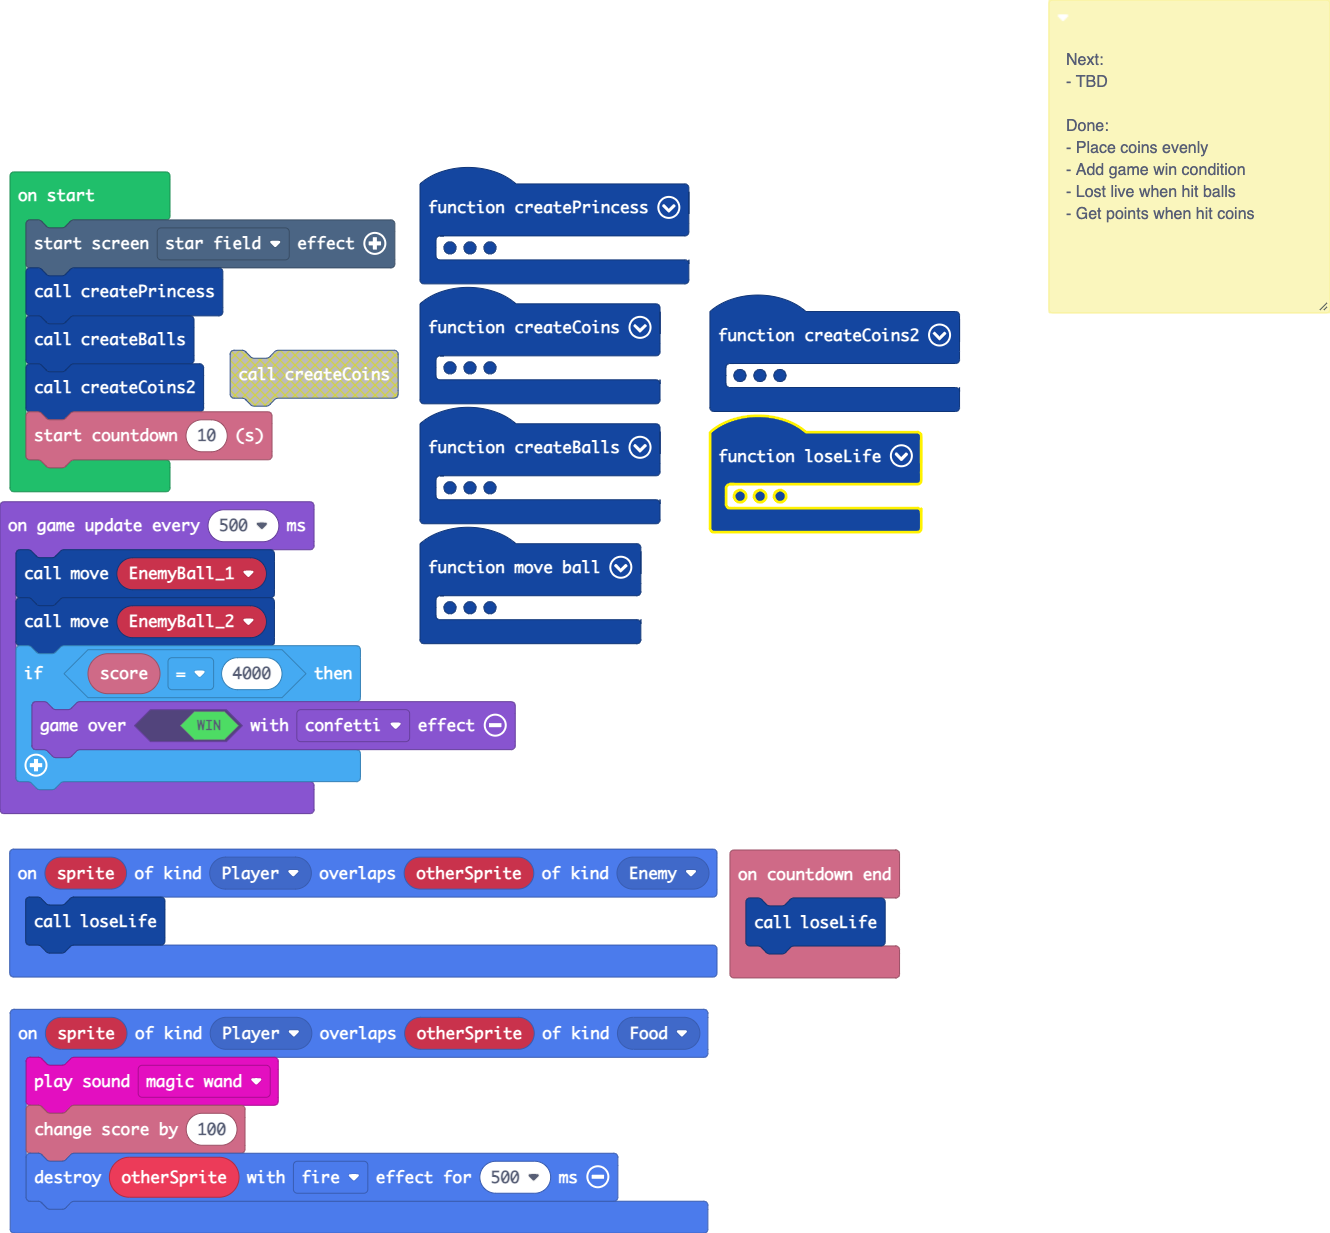 Next:
- TBD
Done:
- Place coins evenly
- Add game win condition
- Lost live when hit balls
- Get points when hit coins
on start
start screen star field effect
call createPrincess
call createBalls
call createCoins2
start countdown 10 (s)
call createCoins
function createPrincess
function createCoins
function createBalls
function move ball
function createCoins2
function loseLife
on game update every 500 ms
call move EnemyBall_1
call move EnemyBall_2
if score = 4000 then
game over WIN with confetti effect
on sprite of kind Player overlaps otherSprite of kind Enemy
call loseLife
on countdown end
call loseLife
on sprite of kind Player overlaps otherSprite of kind Food
play sound magic wand
change score by 100
destroy otherSprite with fire effect for 500 ms